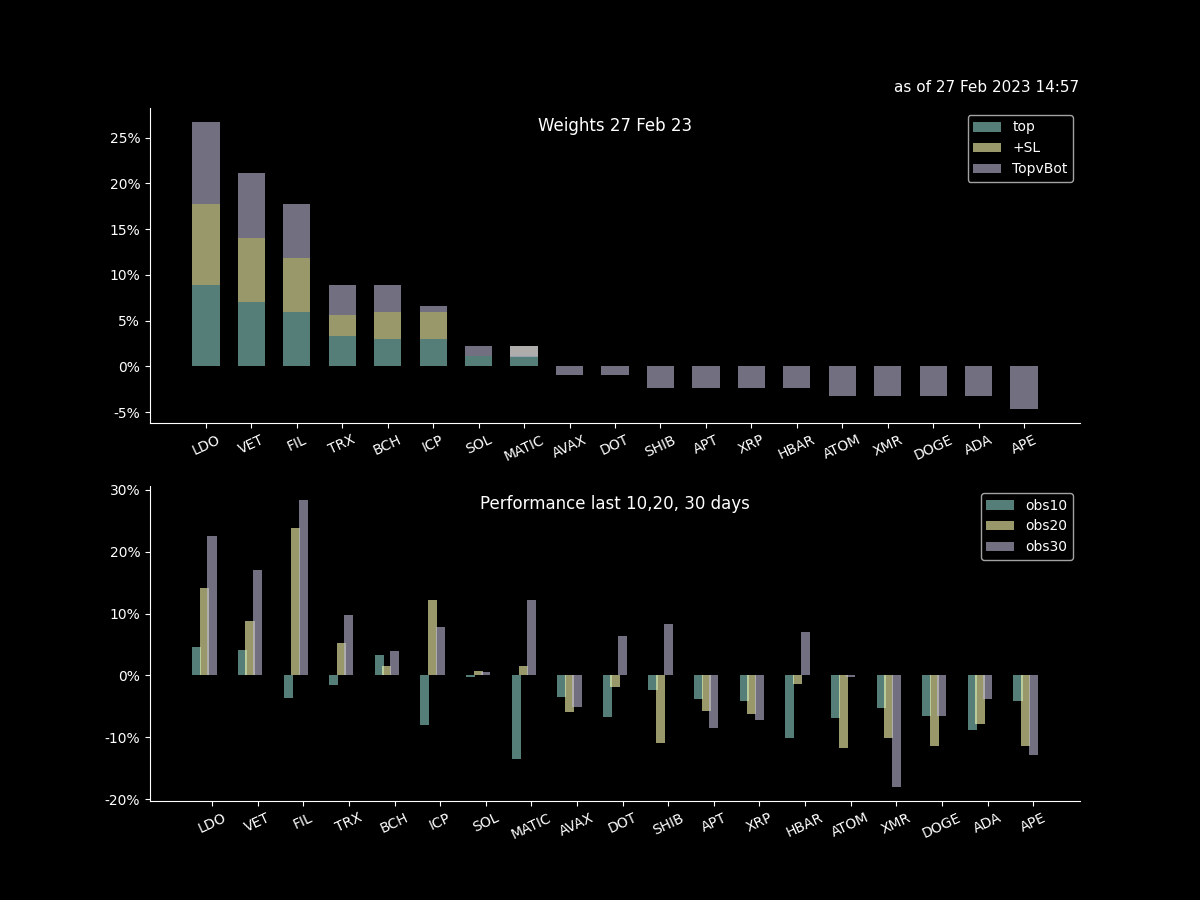 as of 27 Feb 2023 14:57
Weights 27 Feb 23
top
+SL
TopvBot
25%
20%
15%
10%
5%
0%
-5%
LDO VET FIL TRX BCH ICP SOL MATIC AVAX DOT SHIB APT XRP HBAR ATOM XMR DOGE ADA APE
Performance last 10,20, 30 days
obs10
obs20
obs30
30%
20%
10%
0%
-10%
-20%
LDO VET FIL TRX BCH ICP SOL MATIC AVAX DOT SHIB APT XRP HBAR ATOM XMR DOGE ADA APE